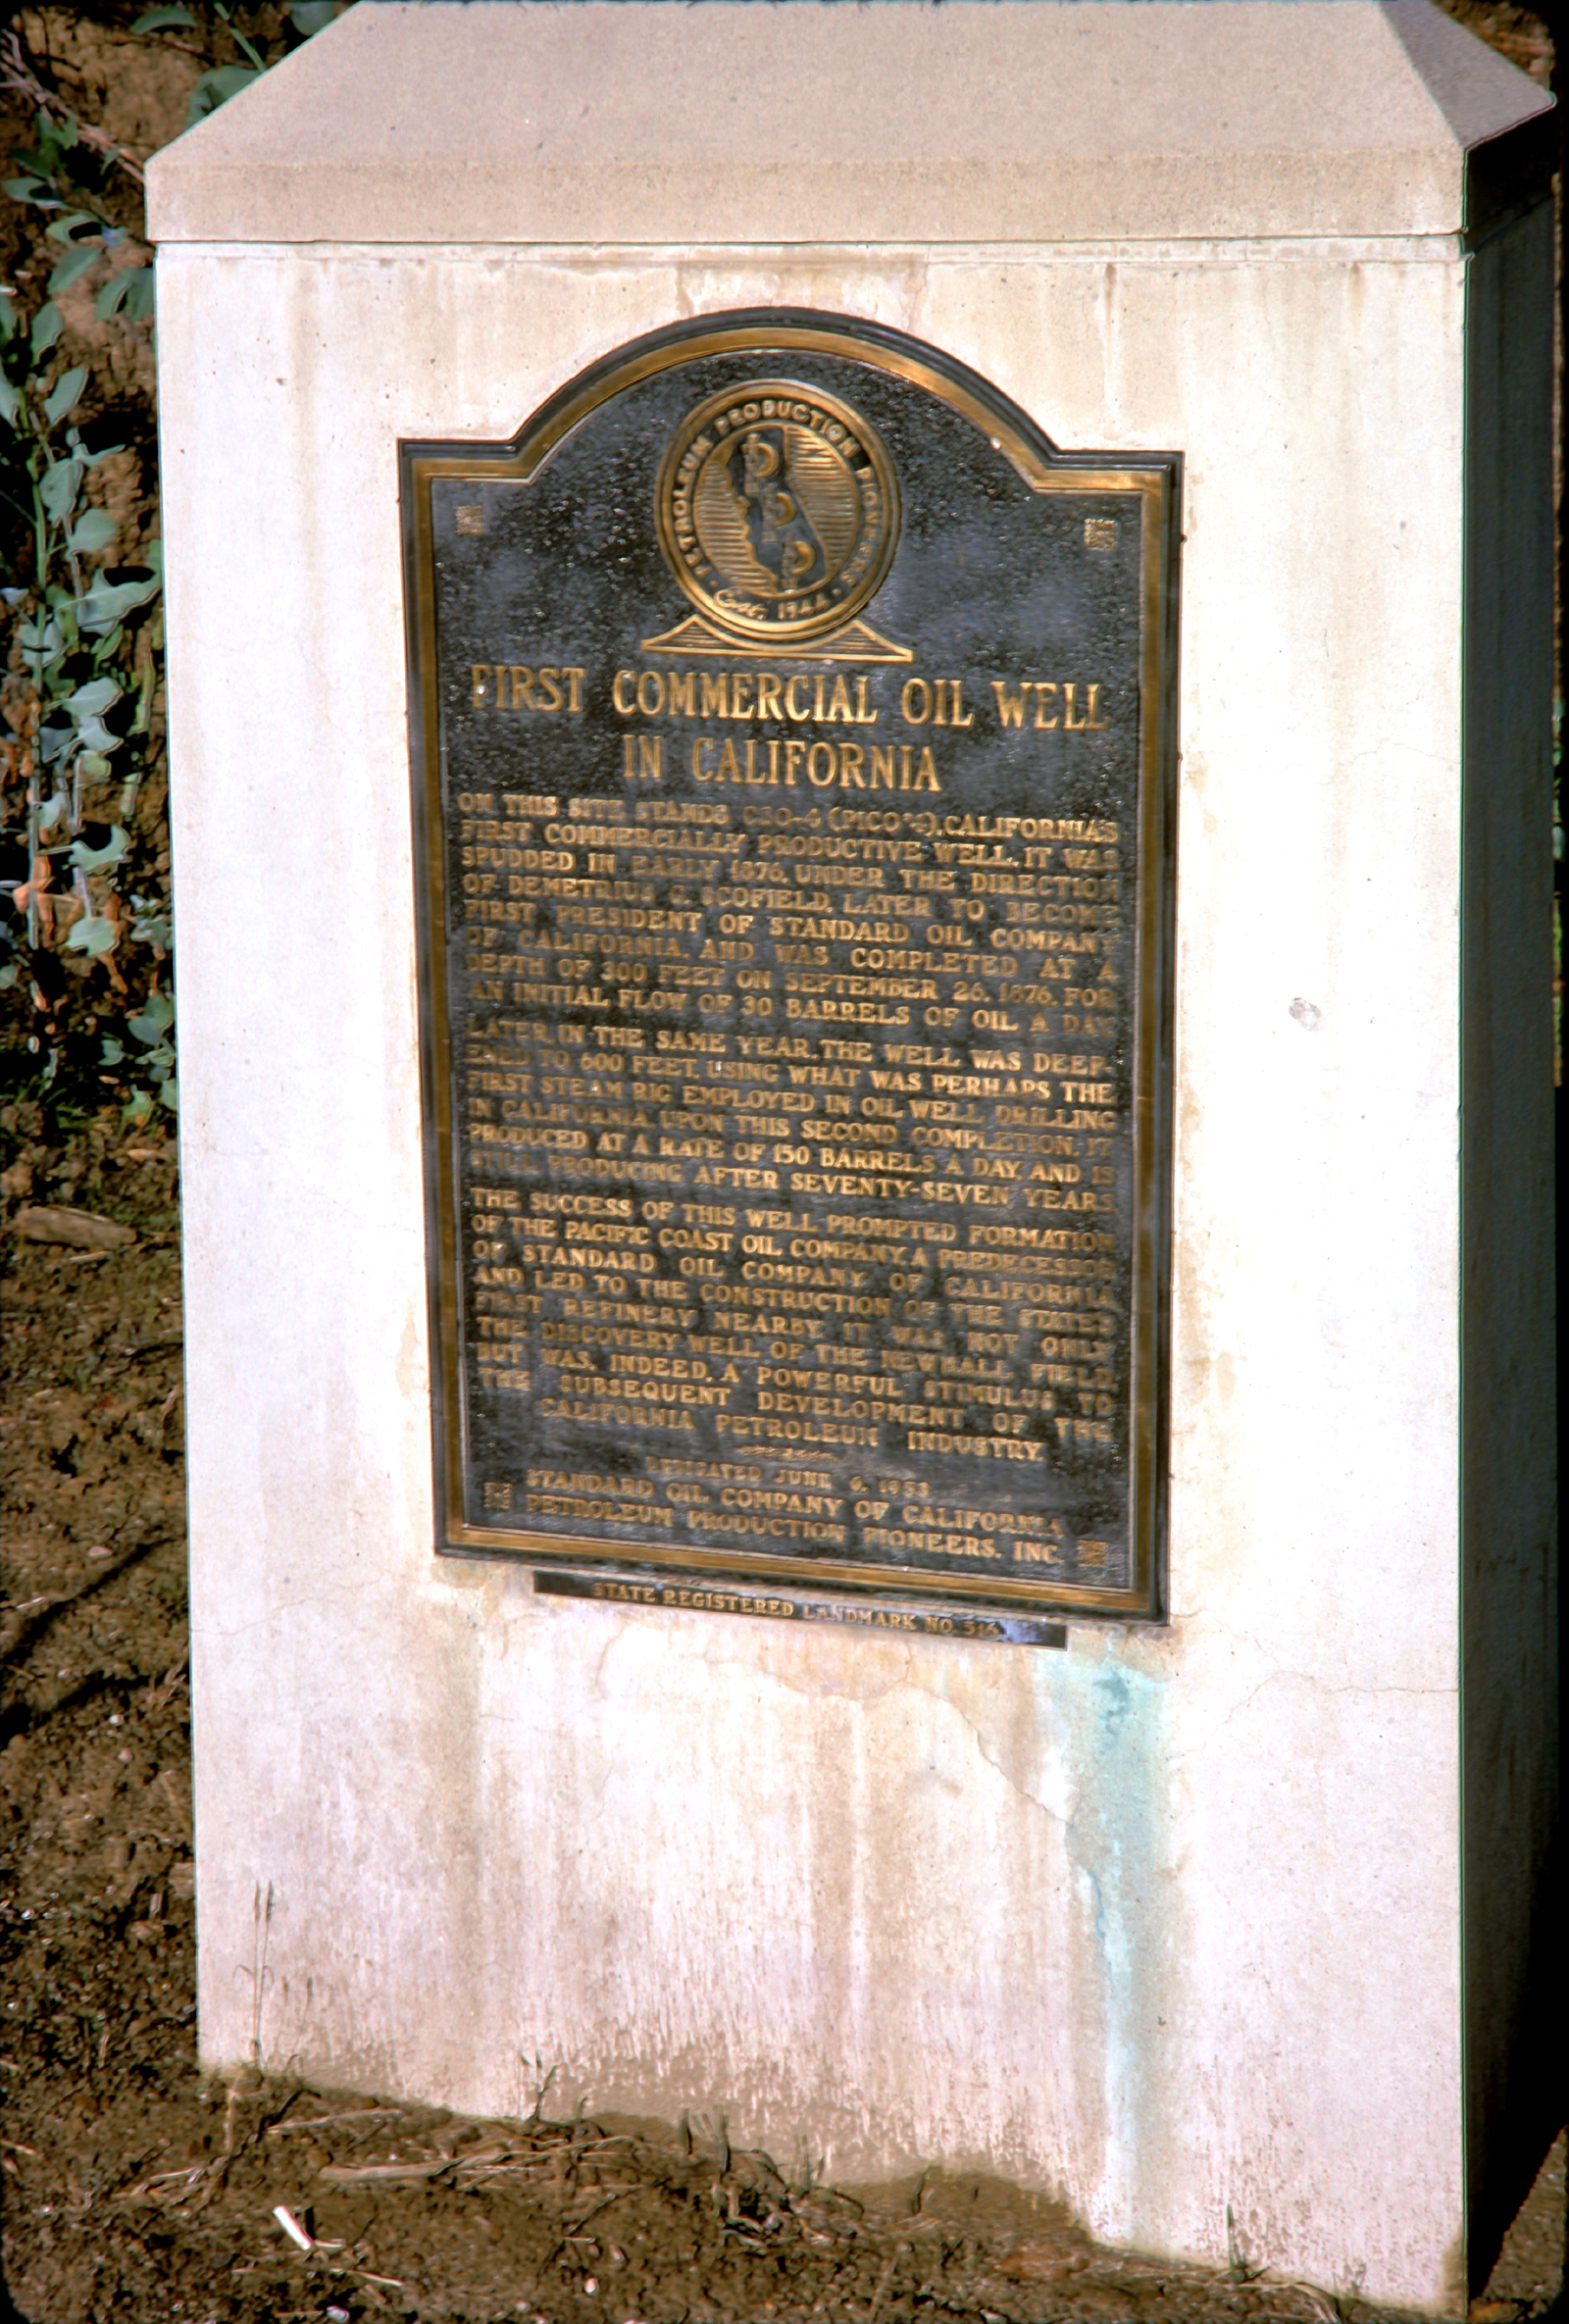 PETROLEUM PRODUCTION PIONEERS
Est. 1944
P
P
P
FIRST COMMERCIAL OIL WELL
IN CALIFORNIA
ON THIS SITE STANDS CSO-4 (PICO #4), CALIFORNIA'S
FIRST COMMERCIALLY PRODUCTIVE WELL. IT WAS
SPUDDED IN EARLY 1876, UNDER THE DIRECTION
OF DEMETRIUS G. SCOFIELD, LATER TO BECOME
FIRST PRESIDENT OF STANDARD OIL COMPANY
OF CALIFORNIA, AND WAS COMPLETED AT A
DEPTH OF 300 FEET ON SEPTEMBER 26, 1876, FOR
AN INITIAL FLOW OF 30 BARRELS OF OIL A DAY.
LATER IN THE SAME YEAR, THE WELL WAS DEEP-
ENED TO 600 FEET, USING WHAT WAS PERHAPS THE
FIRST STEAM RIG EMPLOYED IN OIL WELL DRILLING
IN CALIFORNIA. UPON THIS SECOND COMPLETION, IT
PRODUCED AT A RATE OF 150 BARRELS A DAY, AND IS
STILL PRODUCING AFTER SEVENTY-SEVEN YEARS.
THE SUCCESS OF THIS WELL PROMPTED FORMATION
OF THE PACIFIC COAST OIL COMPANY, A PREDECESSOR
OF STANDARD OIL COMPANY OF CALIFORNIA,
AND LED TO THE CONSTRUCTION OF THE STATE'S
FIRST REFINERY NEARBY. IT WAS NOT ONLY
THE DISCOVERY WELL OF THE NEWHALL FIELD,
BUT WAS, INDEED, A POWERFUL STIMULUS TO
THE SUBSEQUENT DEVELOPMENT OF THE
CALIFORNIA PETROLEUM INDUSTRY.
DEDICATED JUNE 6, 1953
STANDARD OIL COMPANY OF CALIFORNIA
PETROLEUM PRODUCTION PIONEERS, INC.
STATE REGISTERED LANDMARK NO. 516